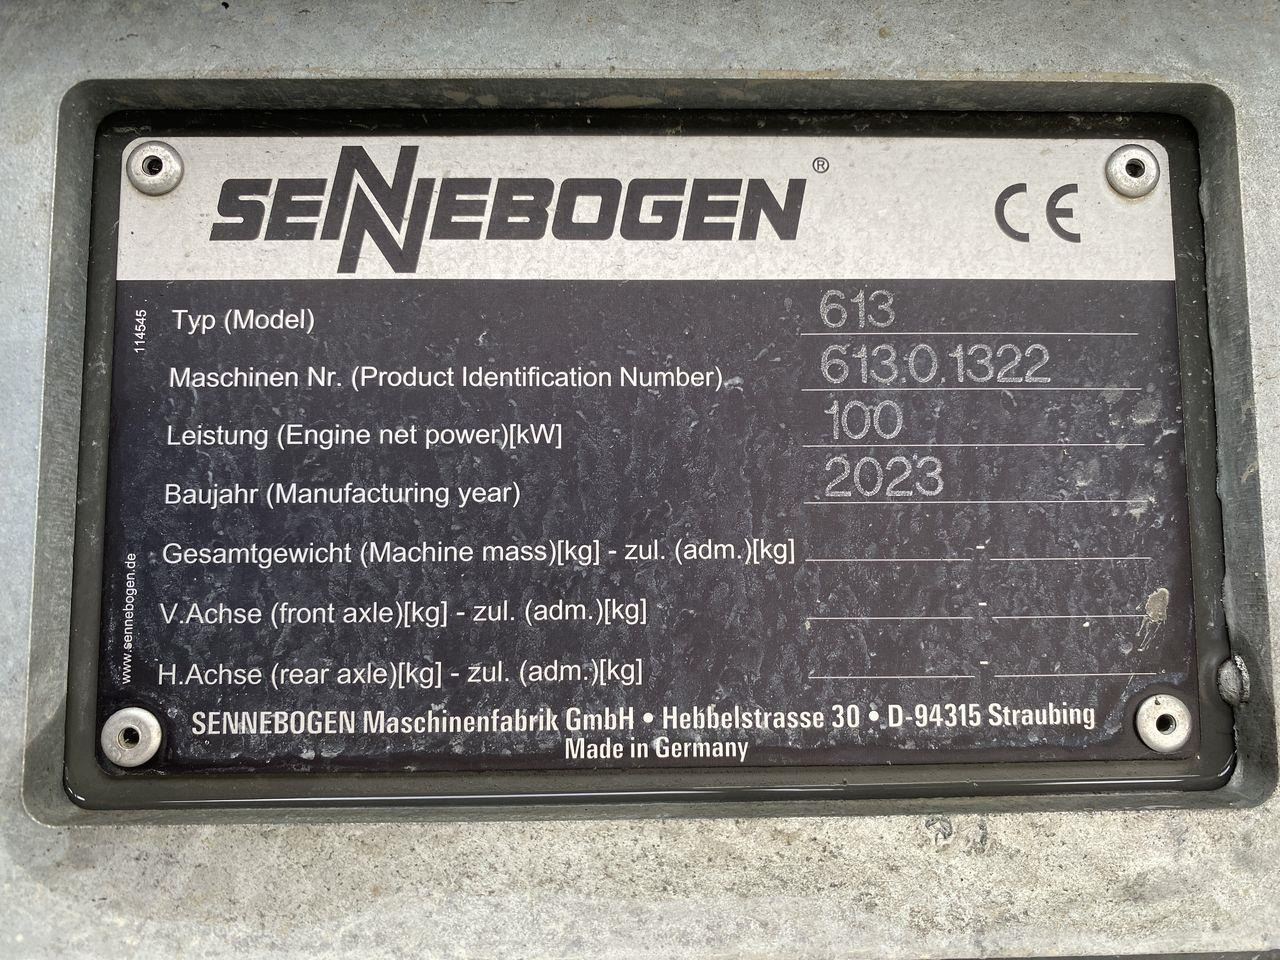 SENNEBOGEN ® CE
Typ (Model) 613
Maschinen Nr. (Product Identification Number) 613.0.1322
Leistung (Engine net power)[kW] 100
Baujahr (Manufacturing year) 2023
Gesamtgewicht (Machine mass)[kg] - zul. (adm.)[kg] -
V.Achse (front axle)[kg] - zul. (adm.)[kg] -
H.Achse (rear axle)[kg] - zul. (adm.)[kg] -
SENNEBOGEN Maschinenfabrik GmbH • Hebbelstrasse 30 • D-94315 Straubing
Made in Germany
114545
www.sennebogen.de